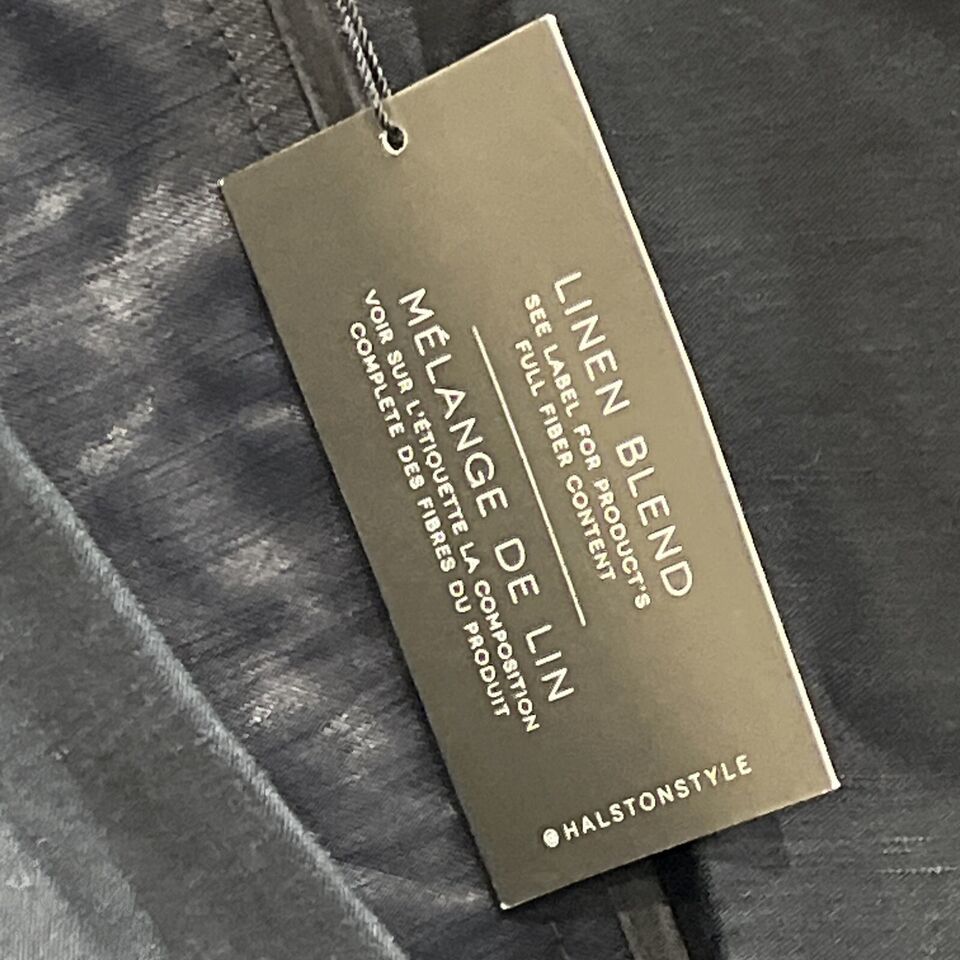 LINEN BLEND
SEE LABEL FOR PRODUCT'S
FULL FIBER CONTENT
MÉLANGE DE LIN
VOIR SUR L'ÉTIQUETTE LA COMPOSITION
COMPLÈTE DES FIBRES DU PRODUIT
@HALSTONSTYLE